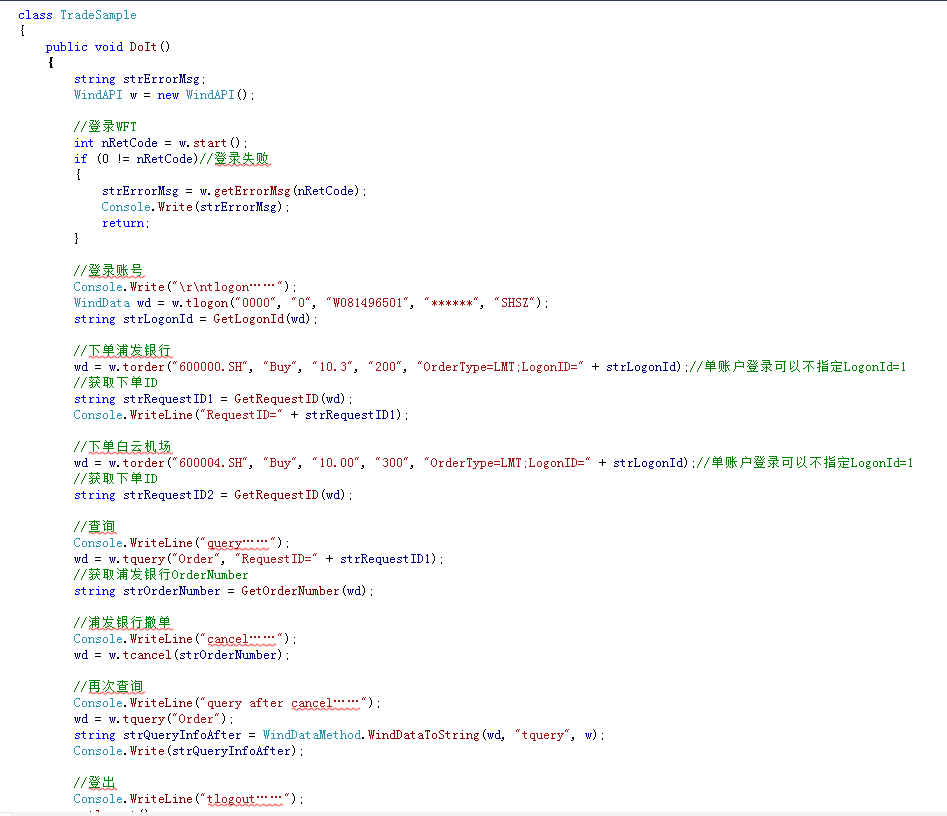 class TradeSample
{
public void DoIt()
{
string strErrorMsg;
WindAPI w = new WindAPI();
//登录WFT
int nRetCode = w.start();
if (0 != nRetCode)//登录失败
{
strErrorMsg = w.getErrorMsg(nRetCode);
Console.Write(strErrorMsg);
return;
}
//登录账号
Console.Write("\r\ntlogon……");
WindData wd = w.tlogon("0000", "0", "W081496501", "******", "SHSZ");
string strLogonId = GetLogonId(wd);
//下单浦发银行
wd = w.torder("600000.SH", "Buy", "10.3", "200", "OrderType=LMT;LogonID=" + strLogonId);//单账户登录可以不指定LogonId=1
//获取下单ID
string strRequestID1 = GetRequestID(wd);
Console.WriteLine("RequestID=" + strRequestID1);
//下单白云机场
wd = w.torder("600004.SH", "Buy", "10.00", "300", "OrderType=LMT;LogonID=" + strLogonId);//单账户登录可以不指定LogonId=1
//获取下单ID
string strRequestID2 = GetRequestID(wd);
//查询
Console.WriteLine("query……");
wd = w.tquery("Order", "RequestID=" + strRequestID1);
//获取浦发银行OrderNumber
string strOrderNumber = GetOrderNumber(wd);
//浦发银行撤单
Console.WriteLine("cancel……");
wd = w.tcancel(strOrderNumber);
//再次查询
Console.WriteLine("query after cancel……");
wd = w.tquery("Order");
string strQueryInfoAfter = WindDataMethod.WindDataToString(wd, "tquery", w);
Console.Write(strQueryInfoAfter);
//登出
Console.WriteLine("tlogout……");